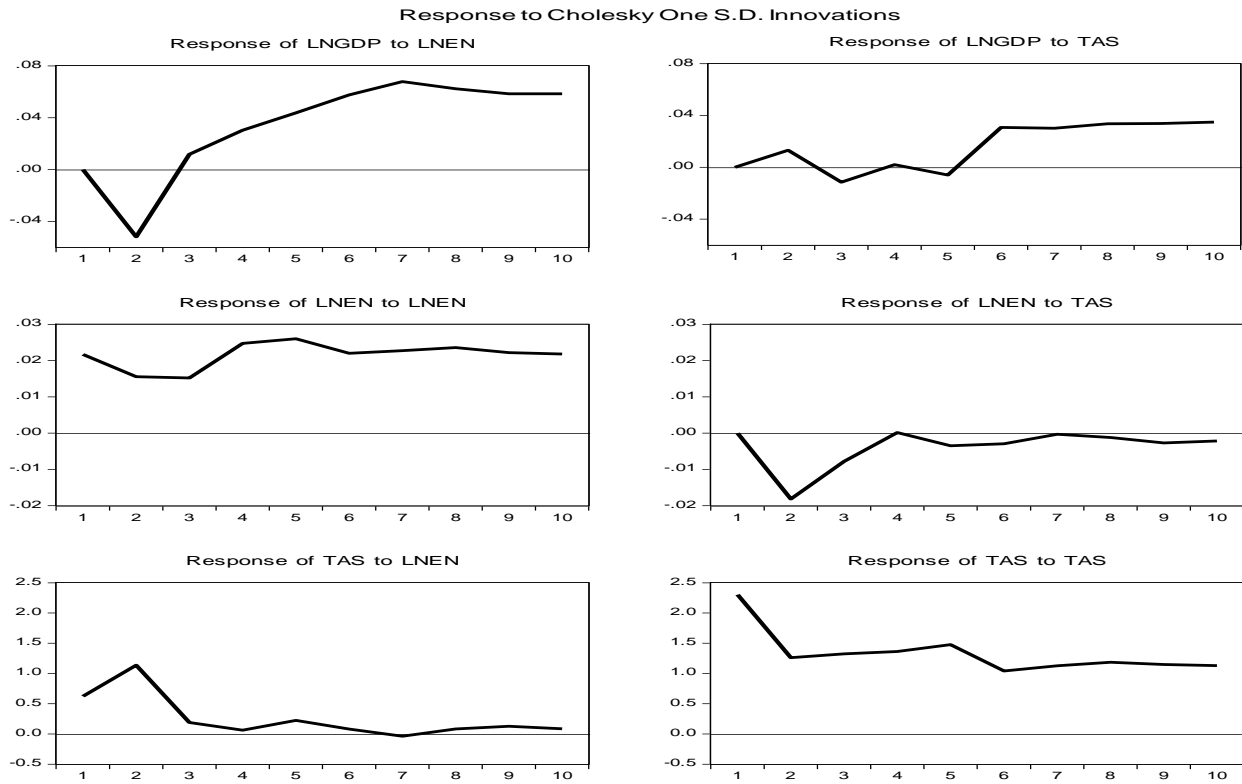 Response to Cholesky One S.D. Innovations
Response of LNGDP to LNEN
.08
.04
.00
-.04
1 2 3 4 5 6 7 8 9 10
Response of LNGDP to TAS
.08
.04
.00
-.04
1 2 3 4 5 6 7 8 9 10
Response of LNEN to LNEN
.03
.02
.01
.00
-.01
-.02
1 2 3 4 5 6 7 8 9 10
Response of LNEN to TAS
.03
.02
.01
.00
-.01
-.02
1 2 3 4 5 6 7 8 9 10
Response of TAS to LNEN
2.5
2.0
1.5
1.0
0.5
0.0
-0.5
1 2 3 4 5 6 7 8 9 10
Response of TAS to TAS
2.5
2.0
1.5
1.0
0.5
0.0
-0.5
1 2 3 4 5 6 7 8 9 10